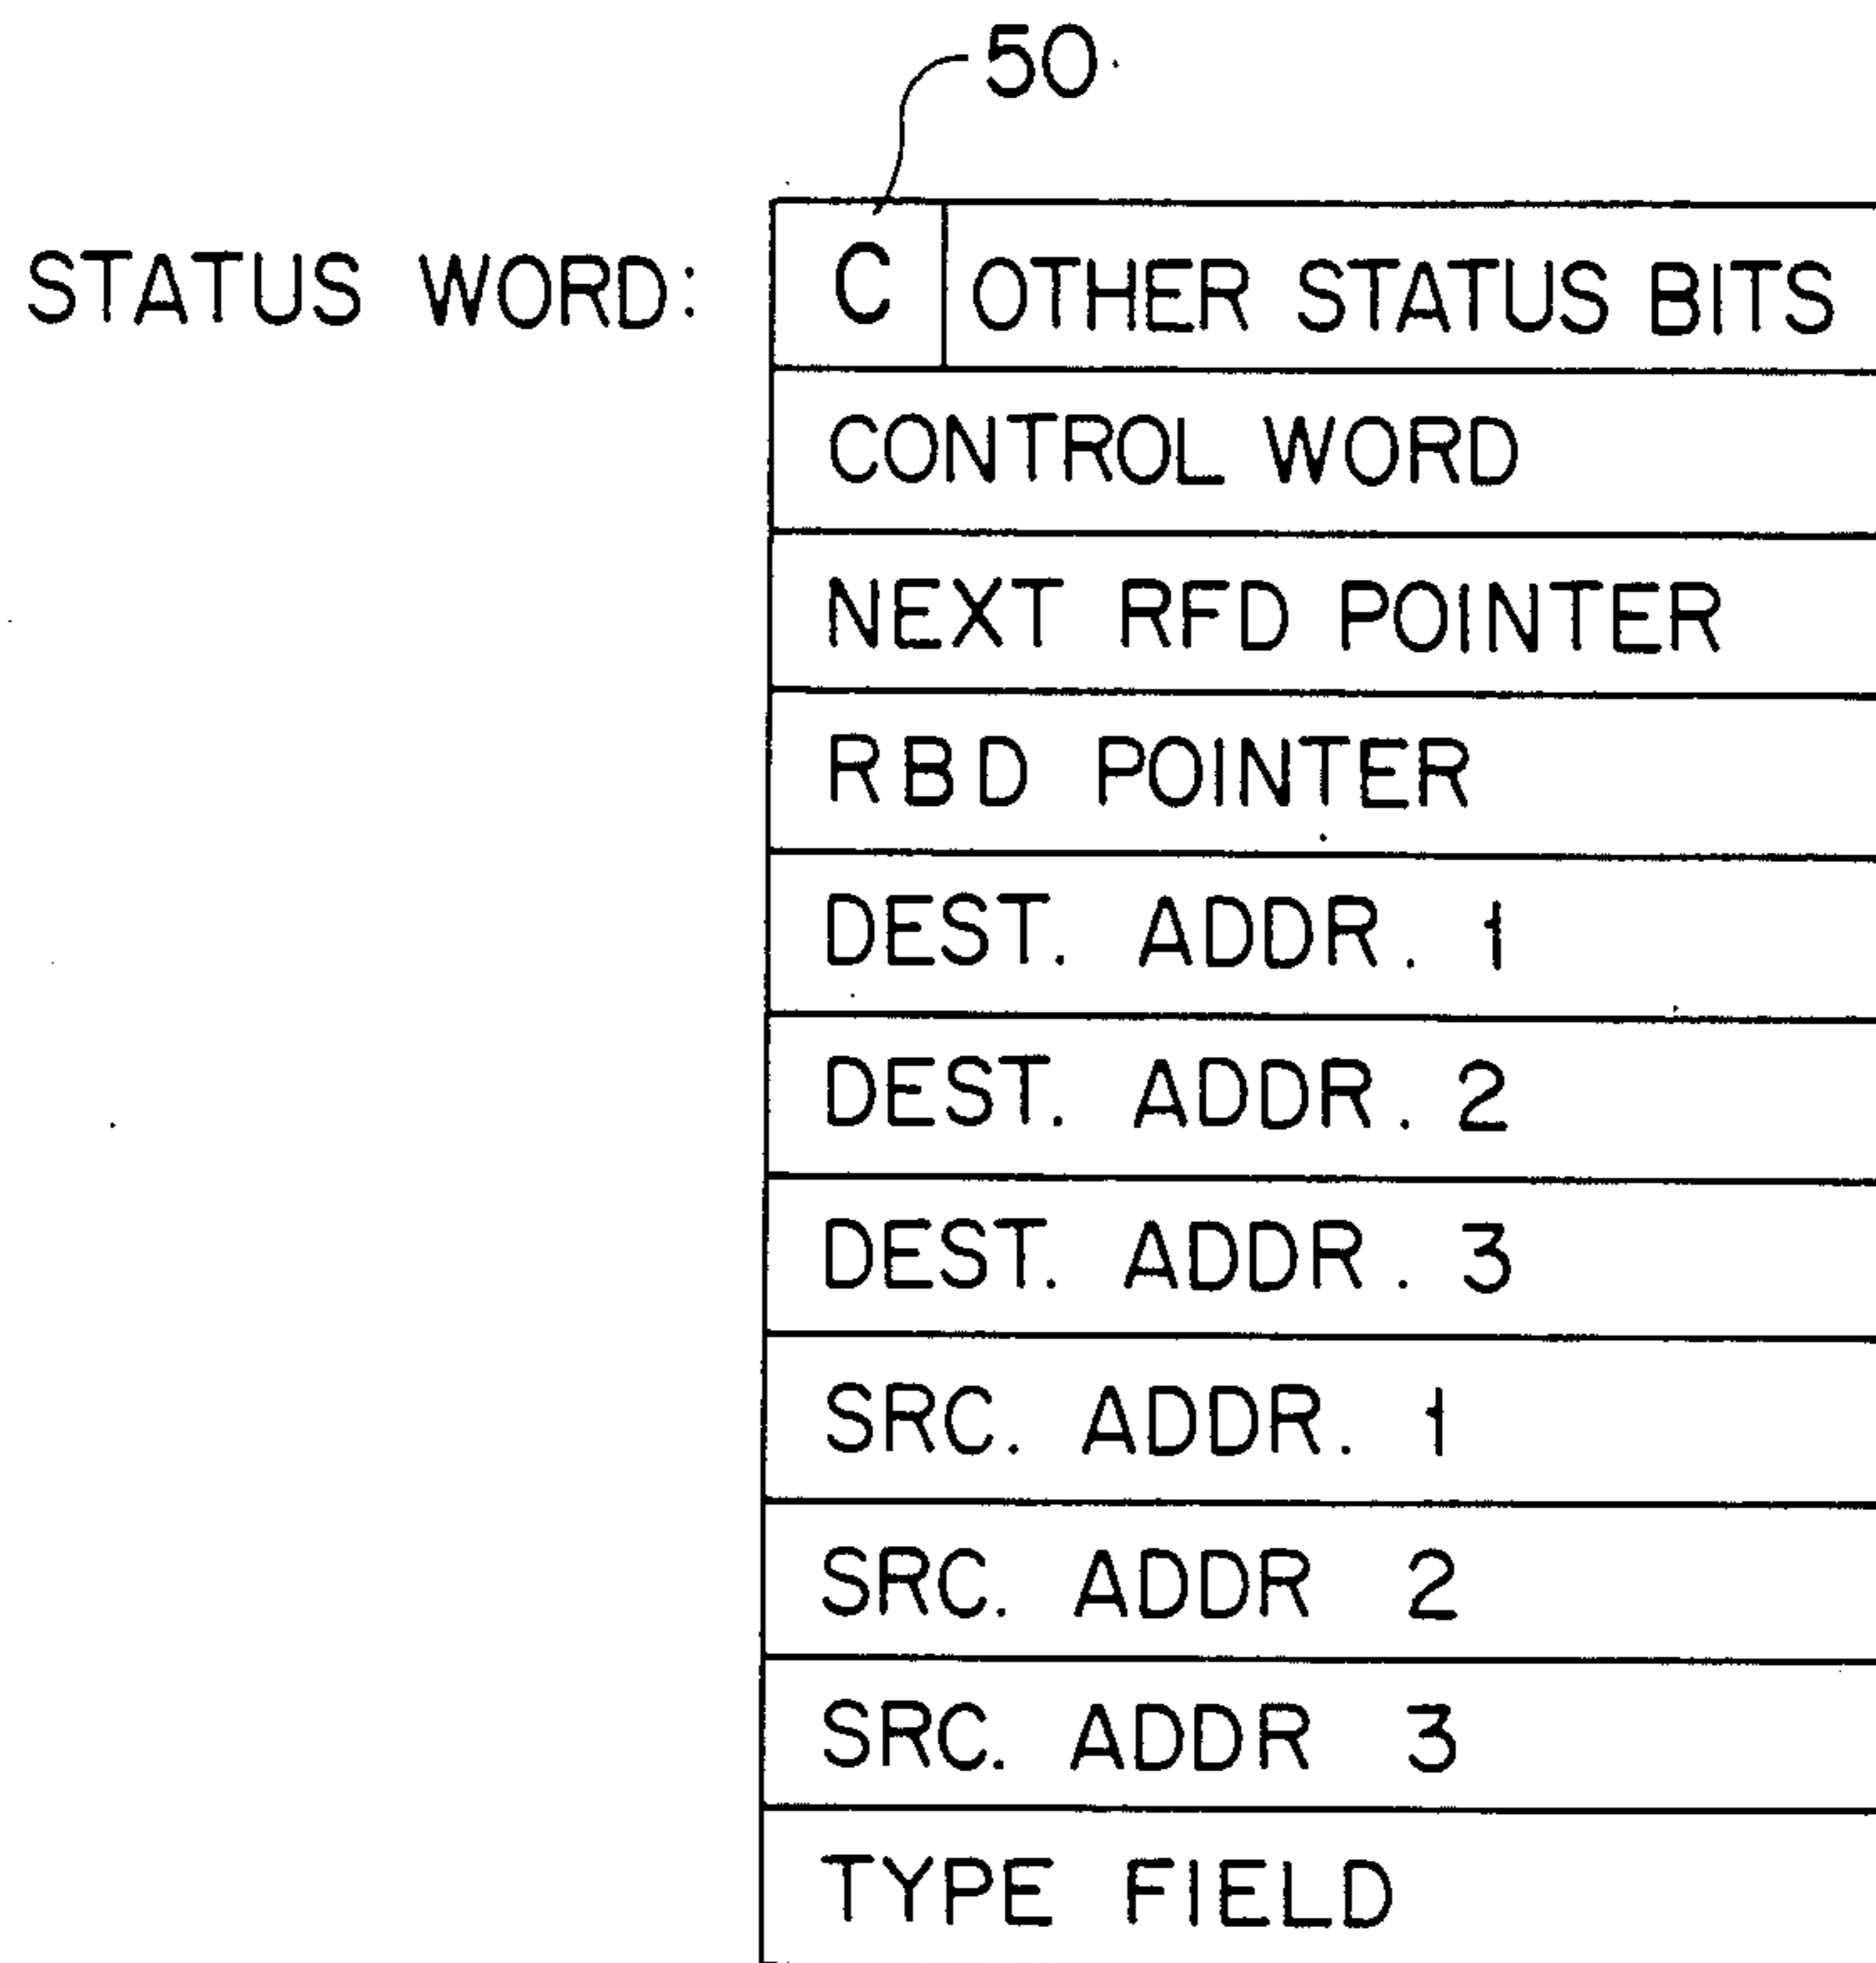 50
STATUS WORD: C OTHER STATUS BITS
CONTROL WORD
NEXT RFD POINTER
RBD POINTER
DEST. ADDR. 1
DEST. ADDR. 2
DEST. ADDR. 3
SRC. ADDR. 1
SRC. ADDR 2
SRC. ADDR 3
TYPE FIELD